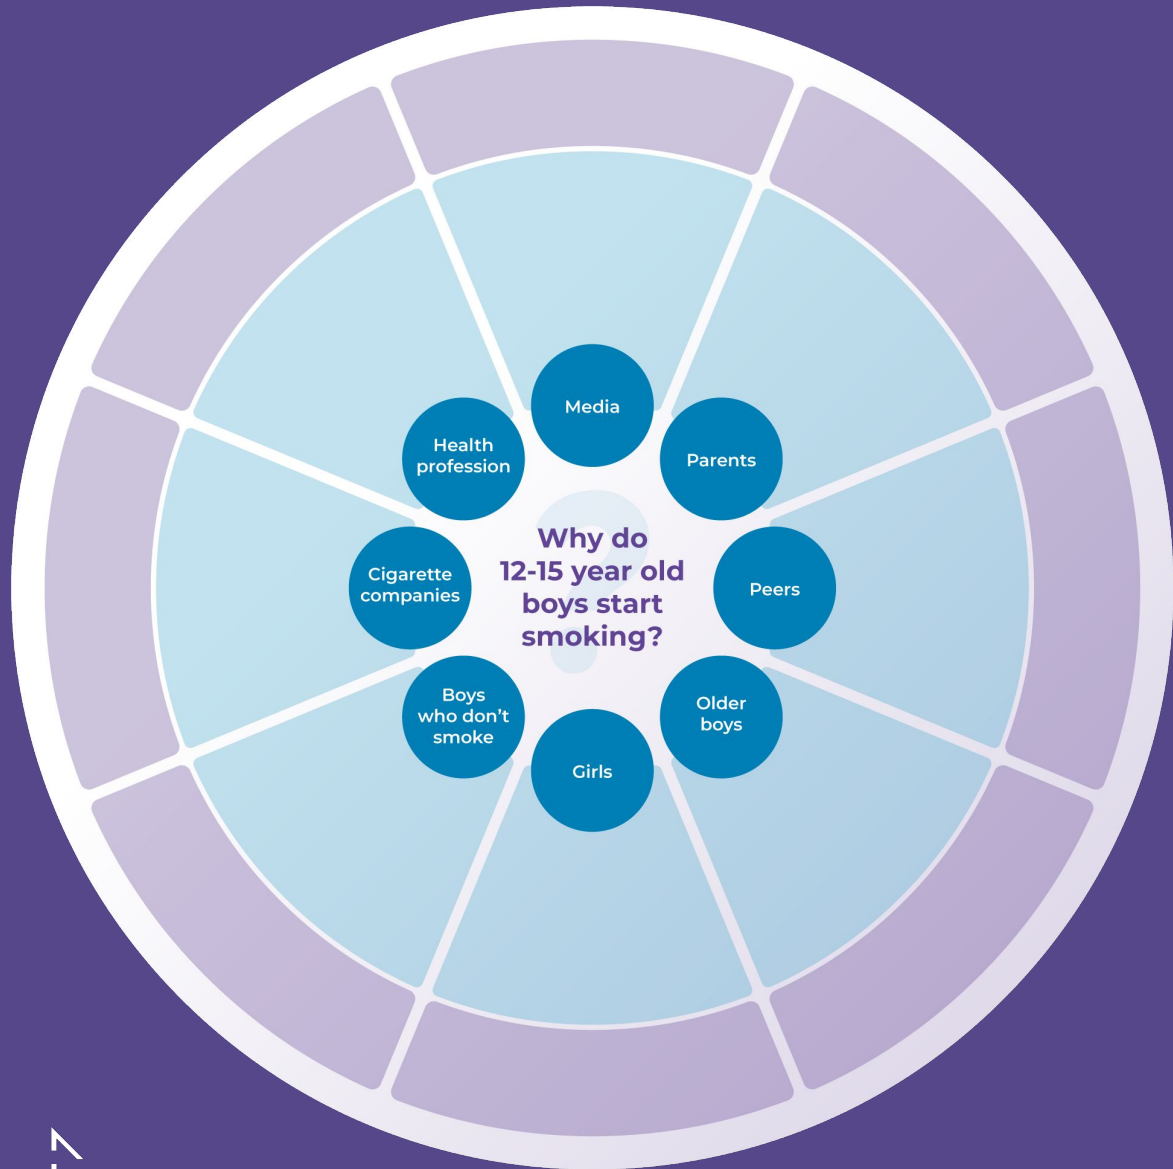 Media
Parents
Peers
Older
boys
Girls
Boys
who don’t
smoke
Cigarette
companies
Health
profession
Why do
12-15 year old
boys start
smoking?